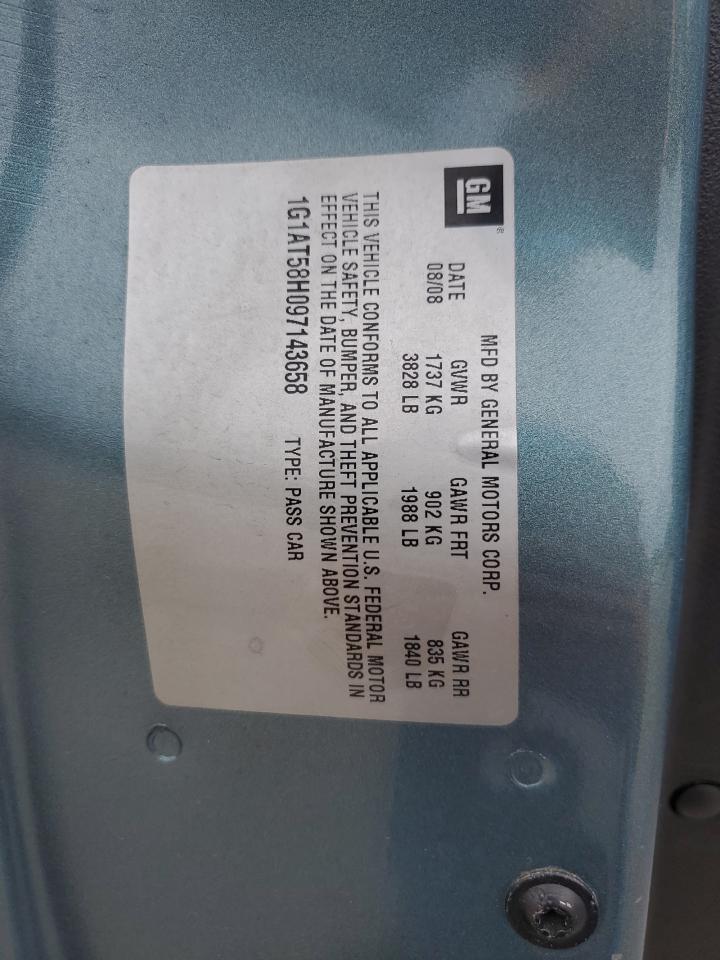 GM
MFD BY GENERAL MOTORS CORP.
DATE GVWR GAWR FRT GAWR RR
08/08 1737 KG 902 KG 835 KG
3828 LB 1988 LB 1840 LB
THIS VEHICLE CONFORMS TO ALL APPLICABLE U.S. FEDERAL MOTOR
VEHICLE SAFETY, BUMPER, AND THEFT PREVENTION STANDARDS IN
EFFECT ON THE DATE OF MANUFACTURE SHOWN ABOVE.
1G1AT58H097143658 TYPE: PASS CAR